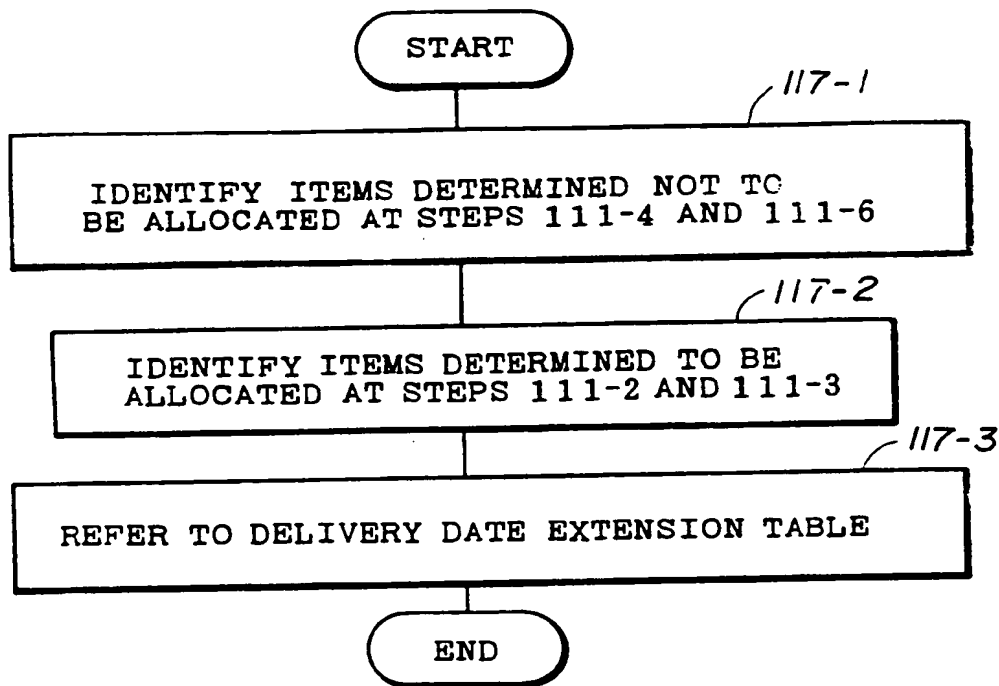 START
117-1
IDENTIFY ITEMS DETERMINED NOT TO
BE ALLOCATED AT STEPS 111-4 AND 111-6
117-2
IDENTIFY ITEMS DETERMINED TO BE
ALLOCATED AT STEPS 111-2 AND 111-3
117-3
REFER TO DELIVERY DATE EXTENSION TABLE
END